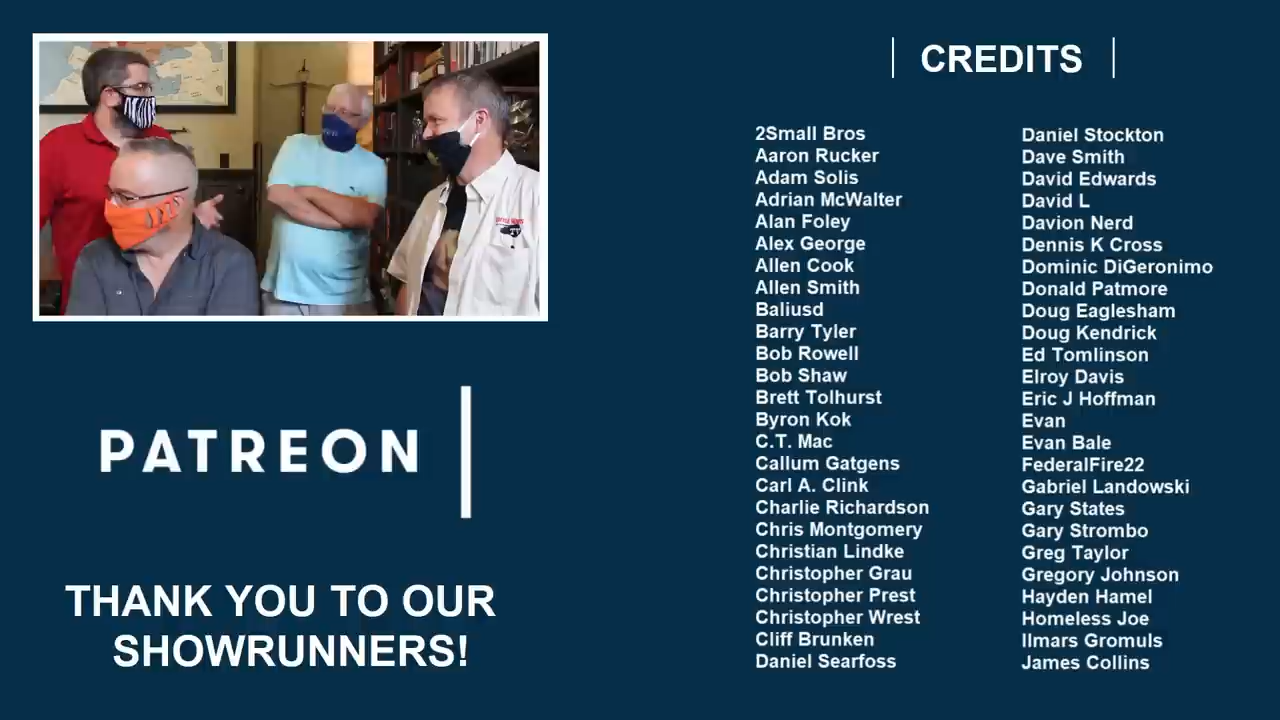 CREDITS
2Small Bros
Aaron Rucker
Adam Solis
Adrian McWalter
Alan Foley
Alex George
Allen Cook
Allen Smith
Baliusd
Barry Tyler
Bob Rowell
Bob Shaw
Brett Tolhurst
Byron Kok
C.T. Mac
Callum Gatgens
Carl A. Clink
Charlie Richardson
Chris Montgomery
Christian Lindke
Christopher Grau
Christopher Prest
Christopher Wrest
Cliff Brunken
Daniel Searfoss
Daniel Stockton
Dave Smith
David Edwards
David L
Davion Nerd
Dennis K Cross
Dominic DiGeronimo
Donald Patmore
Doug Eaglesham
Doug Kendrick
Ed Tomlinson
Elroy Davis
Eric J Hoffman
Evan
Evan Bale
FederalFire22
Gabriel Landowski
Gary States
Gary Strombo
Greg Taylor
Gregory Johnson
Hayden Hamel
Homeless Joe
Ilmars Gromuls
James Collins
PATREON
THANK YOU TO OUR
SHOWRUNNERS!